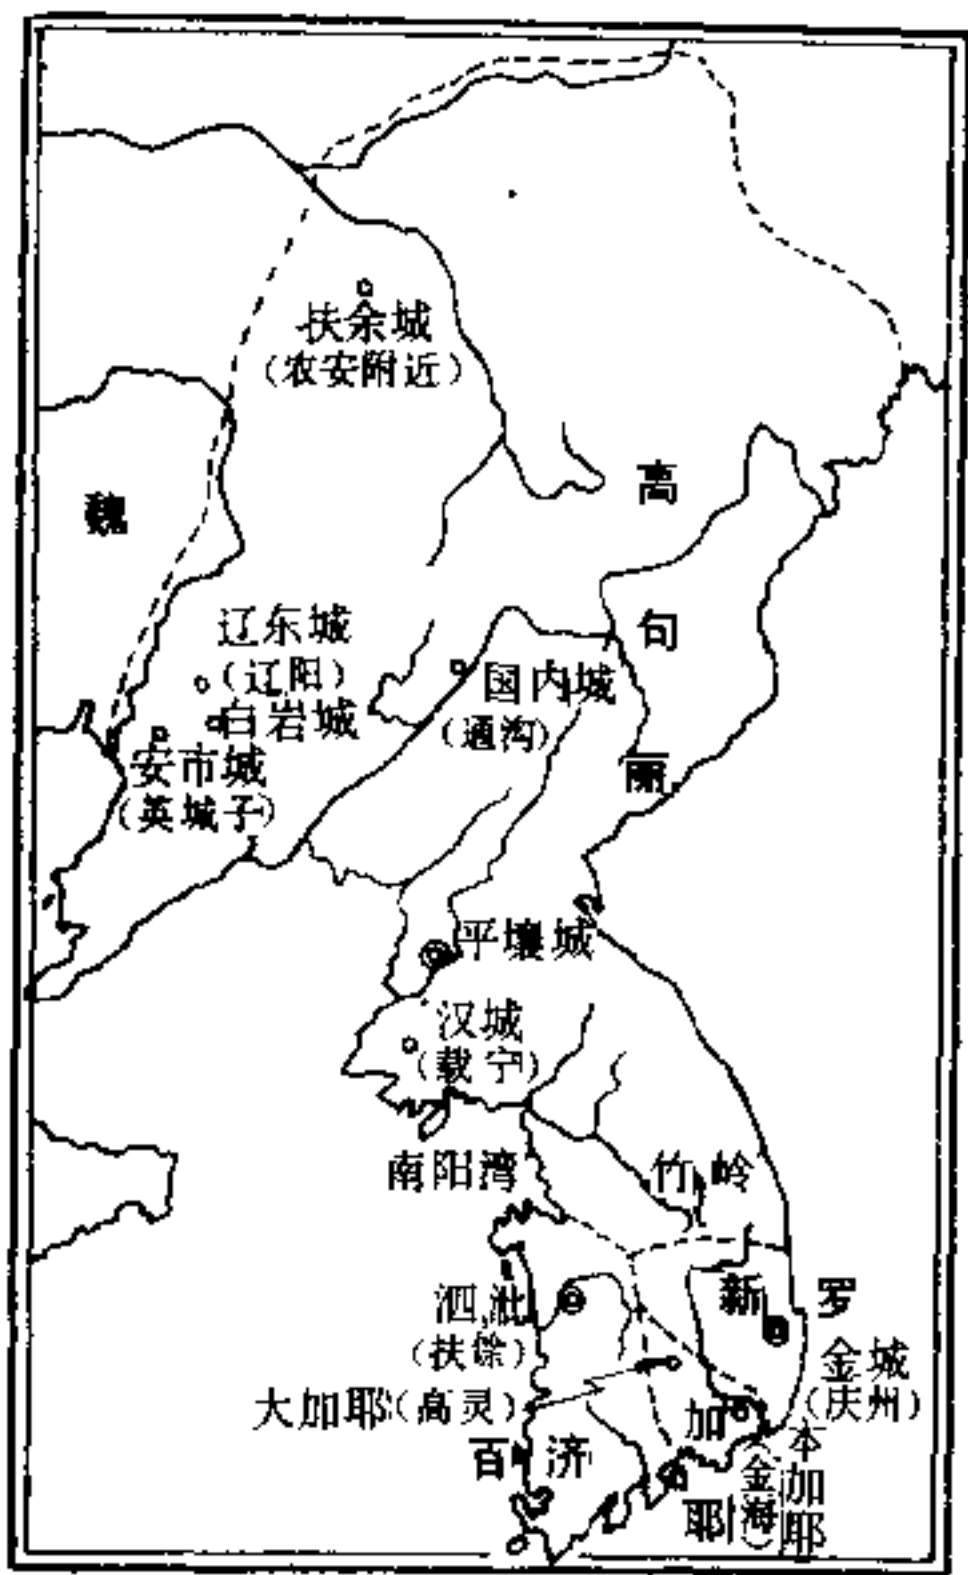 扶余城
（农安附近）
高
句
丽
魏
辽东城
（辽阳）
白岩城
安市城
（英城子）
国内城
（通沟）
平壤城
汉城
（载宁）
南阳湾
竹岭
新罗
泗沘
（扶馀）
金城
（庆州）
大加耶（高灵）
百济
加
耶
本加耶
（金海）